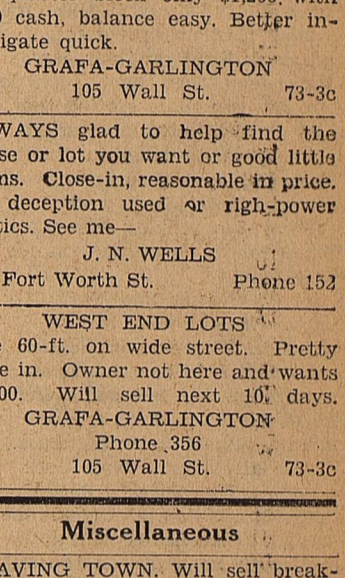 cash, balance easy. Better in-
igate quick.
GRAFA-GARLINGTON
105 Wall St. 73-3c
WAYS glad to help find the
se or lot you want or good little
ns. Close-in, reasonable in price.
deception used or righ-power
tics. See me—
J. N. WELLS
Fort Worth St. Phone 152
WEST END LOTS
60-ft. on wide street. Pretty
e in. Owner not here and wants
00. Will sell next 10 days.
GRAFA-GARLINGTON
Phone 356
105 Wall St. 73-3c
Miscellaneous
AVING TOWN. Will sell break-